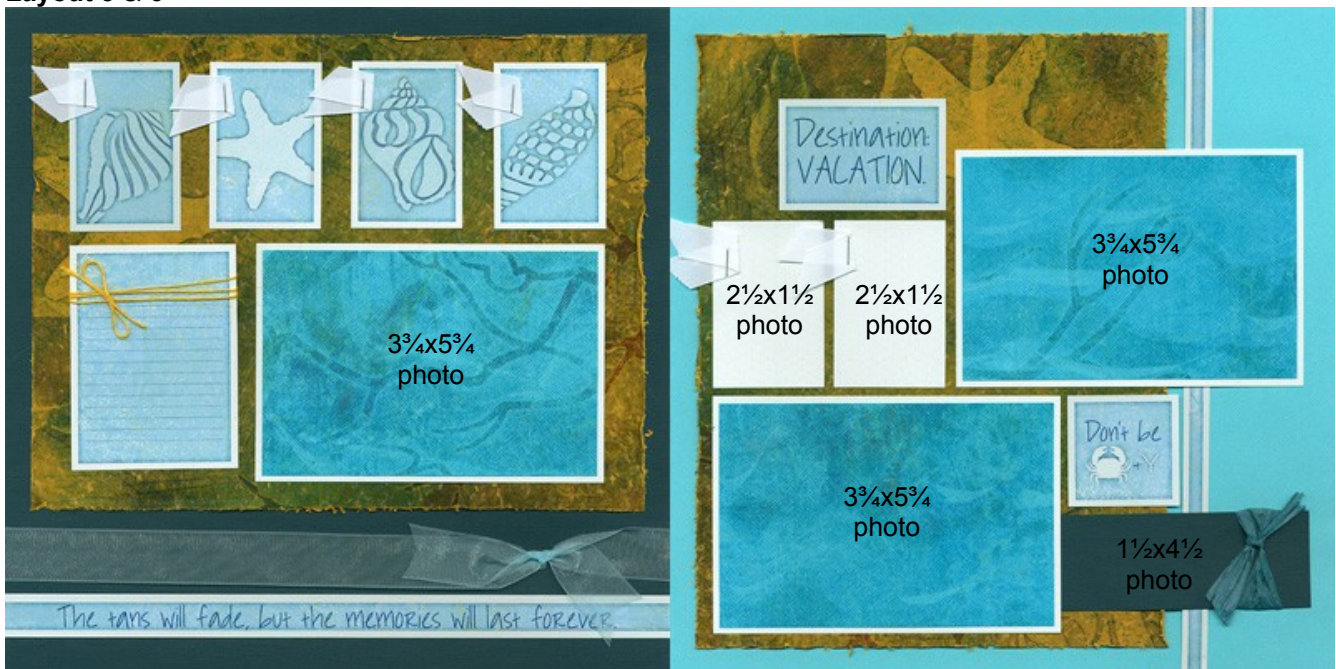 3¾x5¾
photo
The tans will fade, but the memories will last forever.
Destination:
VACATION.
3¾x5¾
photo
2½x1½
photo
2½x1½
photo
Don't be
+Y
3¾x5¾
photo
1½x4½
photo